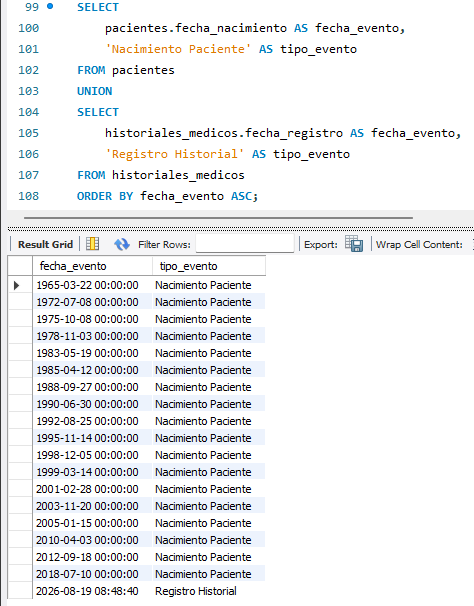 99 SELECT
100 pacientes.fecha_nacimiento AS fecha_evento,
101 'Nacimiento Paciente' AS tipo_evento
102 FROM pacientes
103 UNION
104 SELECT
105 historiales_medicos.fecha_registro AS fecha_evento,
106 'Registro Historial' AS tipo_evento
107 FROM historiales_medicos
108 ORDER BY fecha_evento ASC;
Result Grid Filter Rows: Export: Wrap Cell Content:
fecha_evento tipo_evento
1965-03-22 00:00:00 Nacimiento Paciente
1972-07-08 00:00:00 Nacimiento Paciente
1975-10-08 00:00:00 Nacimiento Paciente
1978-11-03 00:00:00 Nacimiento Paciente
1983-05-19 00:00:00 Nacimiento Paciente
1985-04-12 00:00:00 Nacimiento Paciente
1988-09-27 00:00:00 Nacimiento Paciente
1990-06-30 00:00:00 Nacimiento Paciente
1992-08-25 00:00:00 Nacimiento Paciente
1995-11-14 00:00:00 Nacimiento Paciente
1998-12-05 00:00:00 Nacimiento Paciente
1999-03-14 00:00:00 Nacimiento Paciente
2001-02-28 00:00:00 Nacimiento Paciente
2003-11-20 00:00:00 Nacimiento Paciente
2005-01-15 00:00:00 Nacimiento Paciente
2010-04-03 00:00:00 Nacimiento Paciente
2012-09-18 00:00:00 Nacimiento Paciente
2018-07-10 00:00:00 Nacimiento Paciente
2026-08-19 08:48:40 Registro Historial